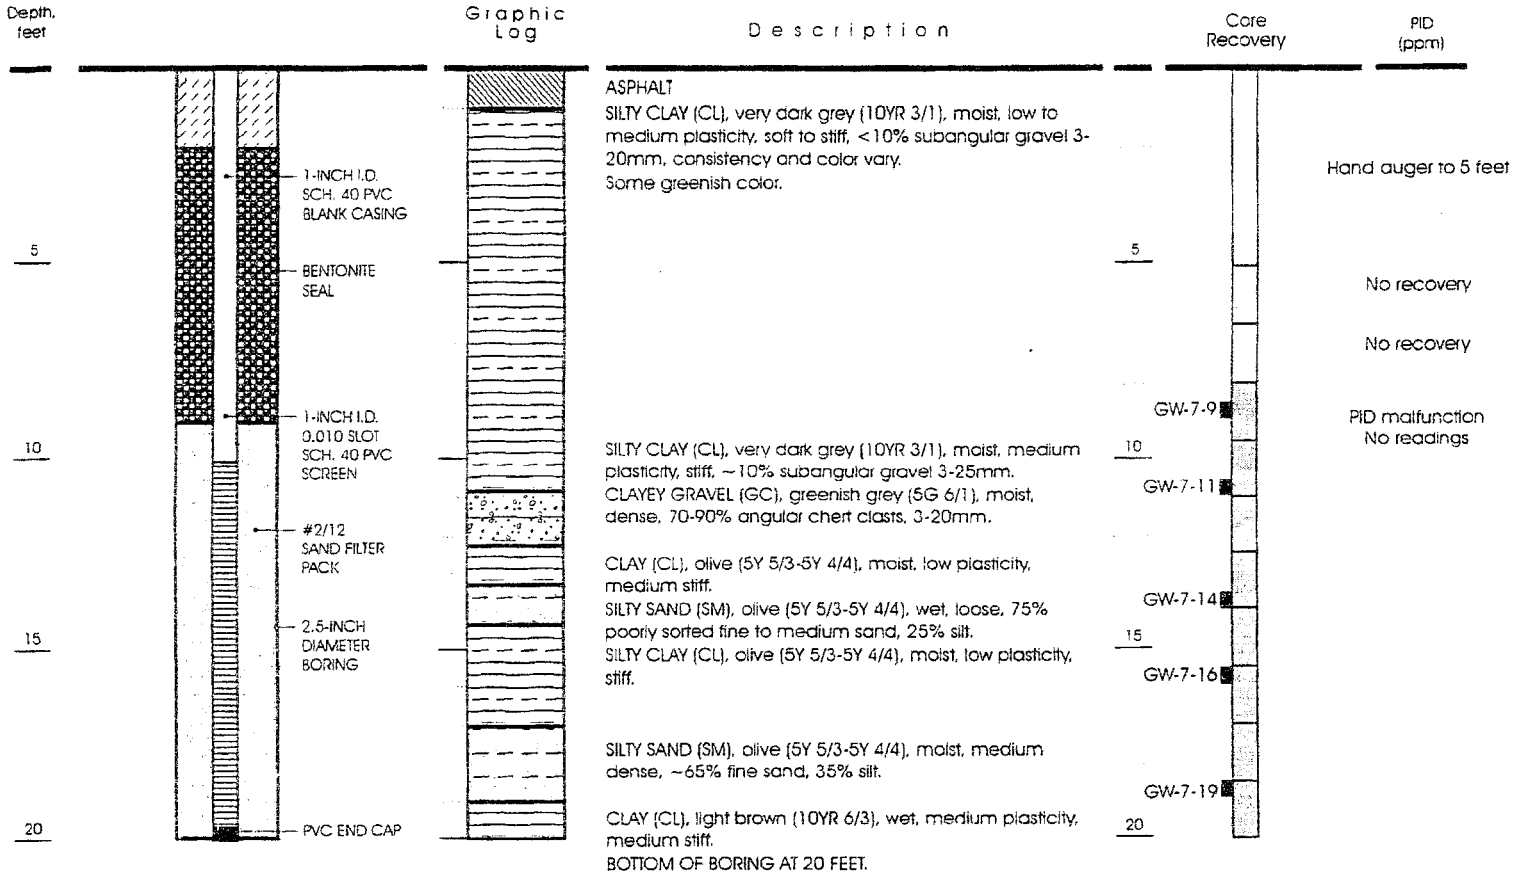 Depth,
feet
Graphic
Log
Description
Core
Recovery
PID
(ppm)
ASPHALT
SILTY CLAY (CL), very dark grey (10YR 3/1), moist, low to
medium plasticity, soft to stiff, <10% subangular gravel 3-
20mm, consistency and color vary.
Some greenish color.
Hand auger to 5 feet
1-INCH I.D.
SCH. 40 PVC
BLANK CASING
5
5
BENTONITE
SEAL
No recovery
No recovery
1-INCH I.D.
0.010 SLOT
SCH. 40 PVC
SCREEN
GW-7-9
PID malfunction
No readings
10
SILTY CLAY (CL), very dark grey (10YR 3/1), moist, medium
plasticity, stiff, ~10% subangular gravel 3-25mm.
10
CLAYEY GRAVEL (GC), greenish grey (5G 6/1), moist,
dense, 70-90% angular chert clasts, 3-20mm.
GW-7-11
#2/12
SAND FILTER
PACK
CLAY (CL), olive (5Y 5/3-5Y 4/4), moist, low plasticity,
medium stiff.
SILTY SAND (SM), olive (5Y 5/3-5Y 4/4), wet, loose, 75%
poorly sorted fine to medium sand, 25% silt.
GW-7-14
2.5-INCH
DIAMETER
BORING
15
15
SILTY CLAY (CL), olive (5Y 5/3-5Y 4/4), moist, low plasticity,
stiff.
GW-7-16
SILTY SAND (SM), olive (5Y 5/3-5Y 4/4), moist, medium
dense, ~65% fine sand, 35% silt.
GW-7-19
20
PVC END CAP
CLAY (CL), light brown (10YR 6/3), wet, medium plasticity,
medium stiff.
20
BOTTOM OF BORING AT 20 FEET.